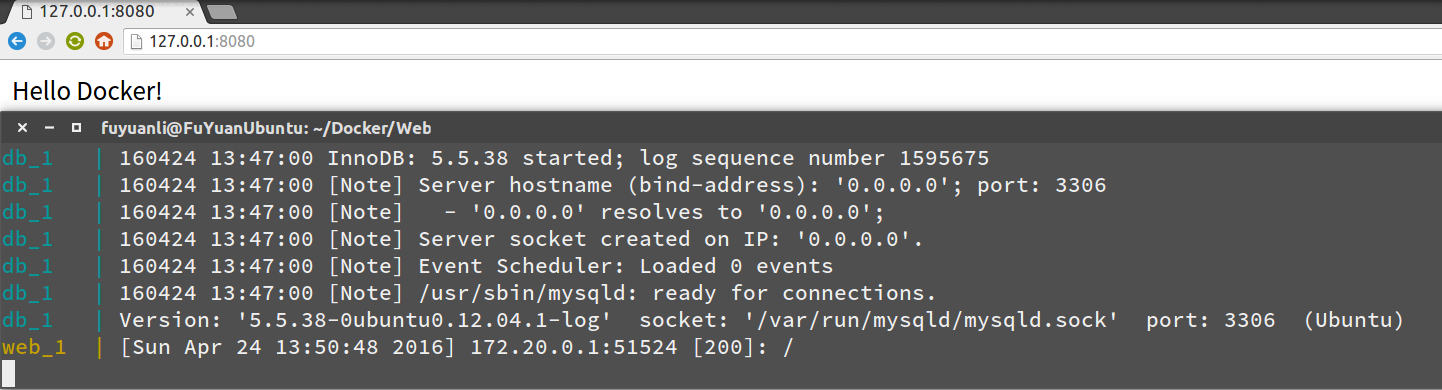 127.0.0.1:8080
127.0.0.1:8080
Hello Docker!
fuyuanli@FuYuanUbuntu: ~/Docker/Web
db_1   | 160424 13:47:00 InnoDB: 5.5.38 started; log sequence number 1595675
db_1   | 160424 13:47:00 [Note] Server hostname (bind-address): '0.0.0.0'; port: 3306
db_1   | 160424 13:47:00 [Note]   - '0.0.0.0' resolves to '0.0.0.0';
db_1   | 160424 13:47:00 [Note] Server socket created on IP: '0.0.0.0'.
db_1   | 160424 13:47:00 [Note] Event Scheduler: Loaded 0 events
db_1   | 160424 13:47:00 [Note] /usr/sbin/mysqld: ready for connections.
db_1   | Version: '5.5.38-0ubuntu0.12.04.1-log'  socket: '/var/run/mysqld/mysqld.sock'  port: 3306  (Ubuntu)
web_1  | [Sun Apr 24 13:50:48 2016] 172.20.0.1:51524 [200]: /